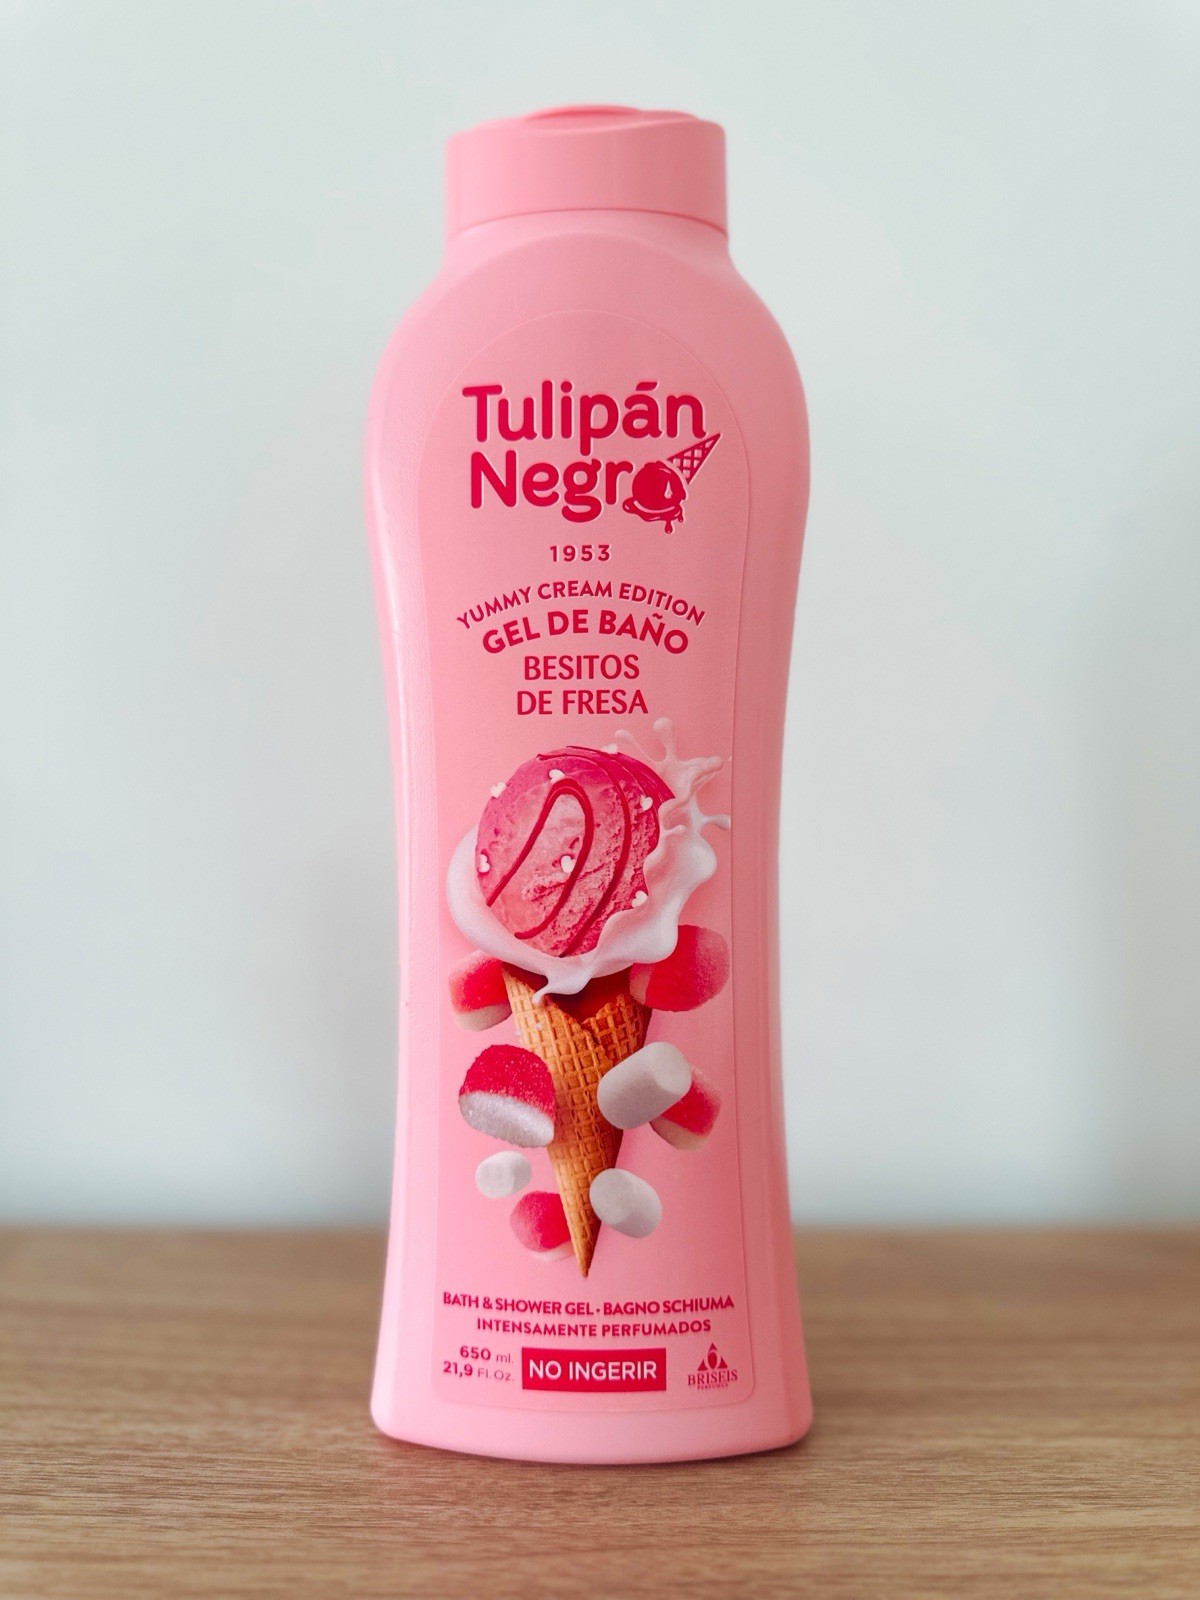 Tulipán
Negro
1953
YUMMY CREAM EDITION
GEL DE BAÑO
BESITOS
DE FRESA
BATH & SHOWER GEL · BAGNO SCHIUMA
INTENSAMENTE PERFUMADOS
650 ml.
21,9 Fl. Oz.
NO INGERIR
BRISEIS
PERFUMES